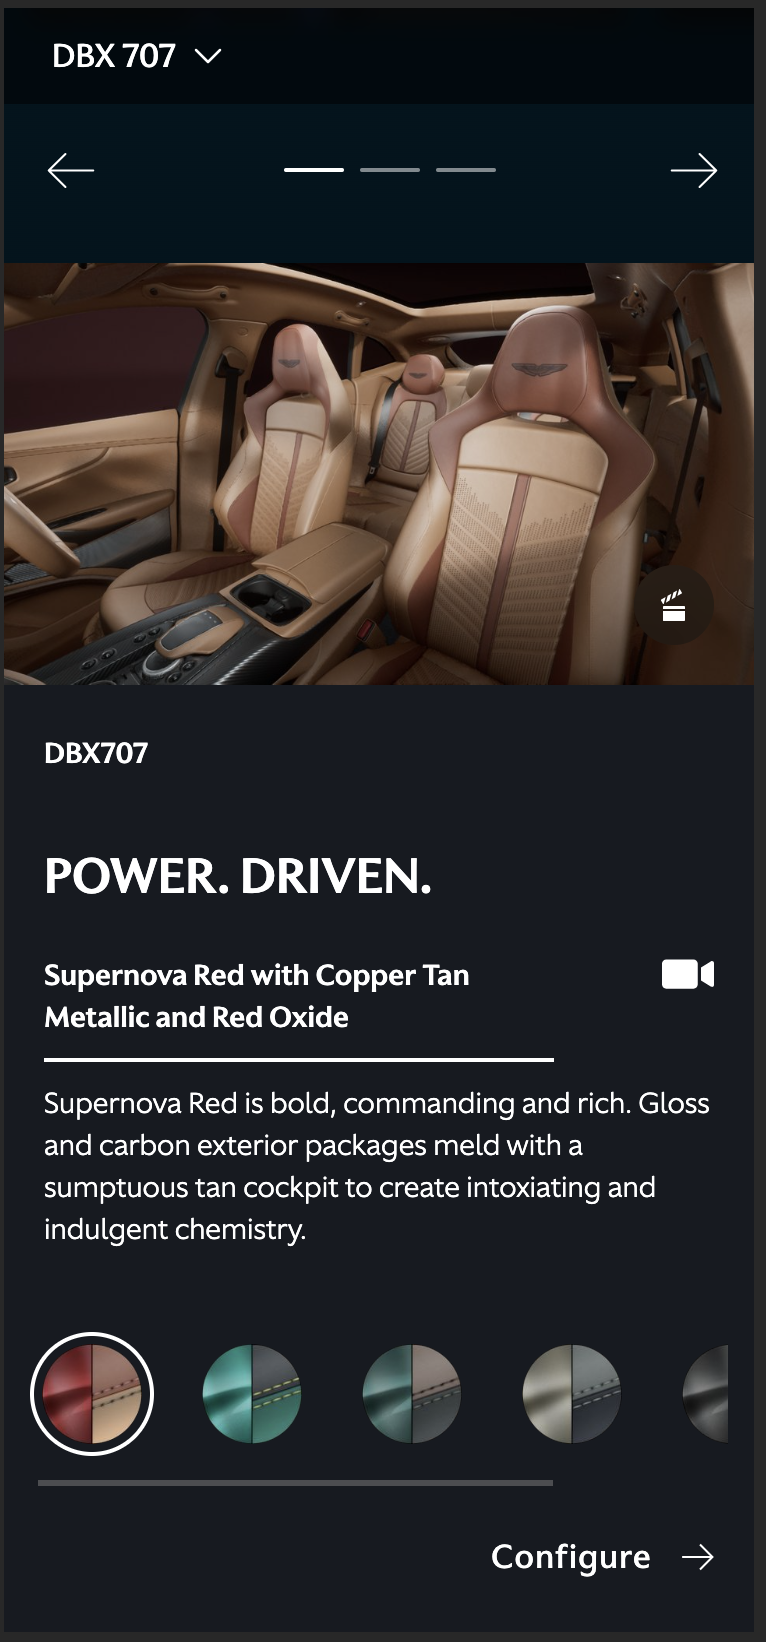 DBX 707
DBX707
POWER. DRIVEN.
Supernova Red with Copper Tan
Metallic and Red Oxide
Supernova Red is bold, commanding and rich. Gloss
and carbon exterior packages meld with a
sumptuous tan cockpit to create intoxiating and
indulgent chemistry.
Configure